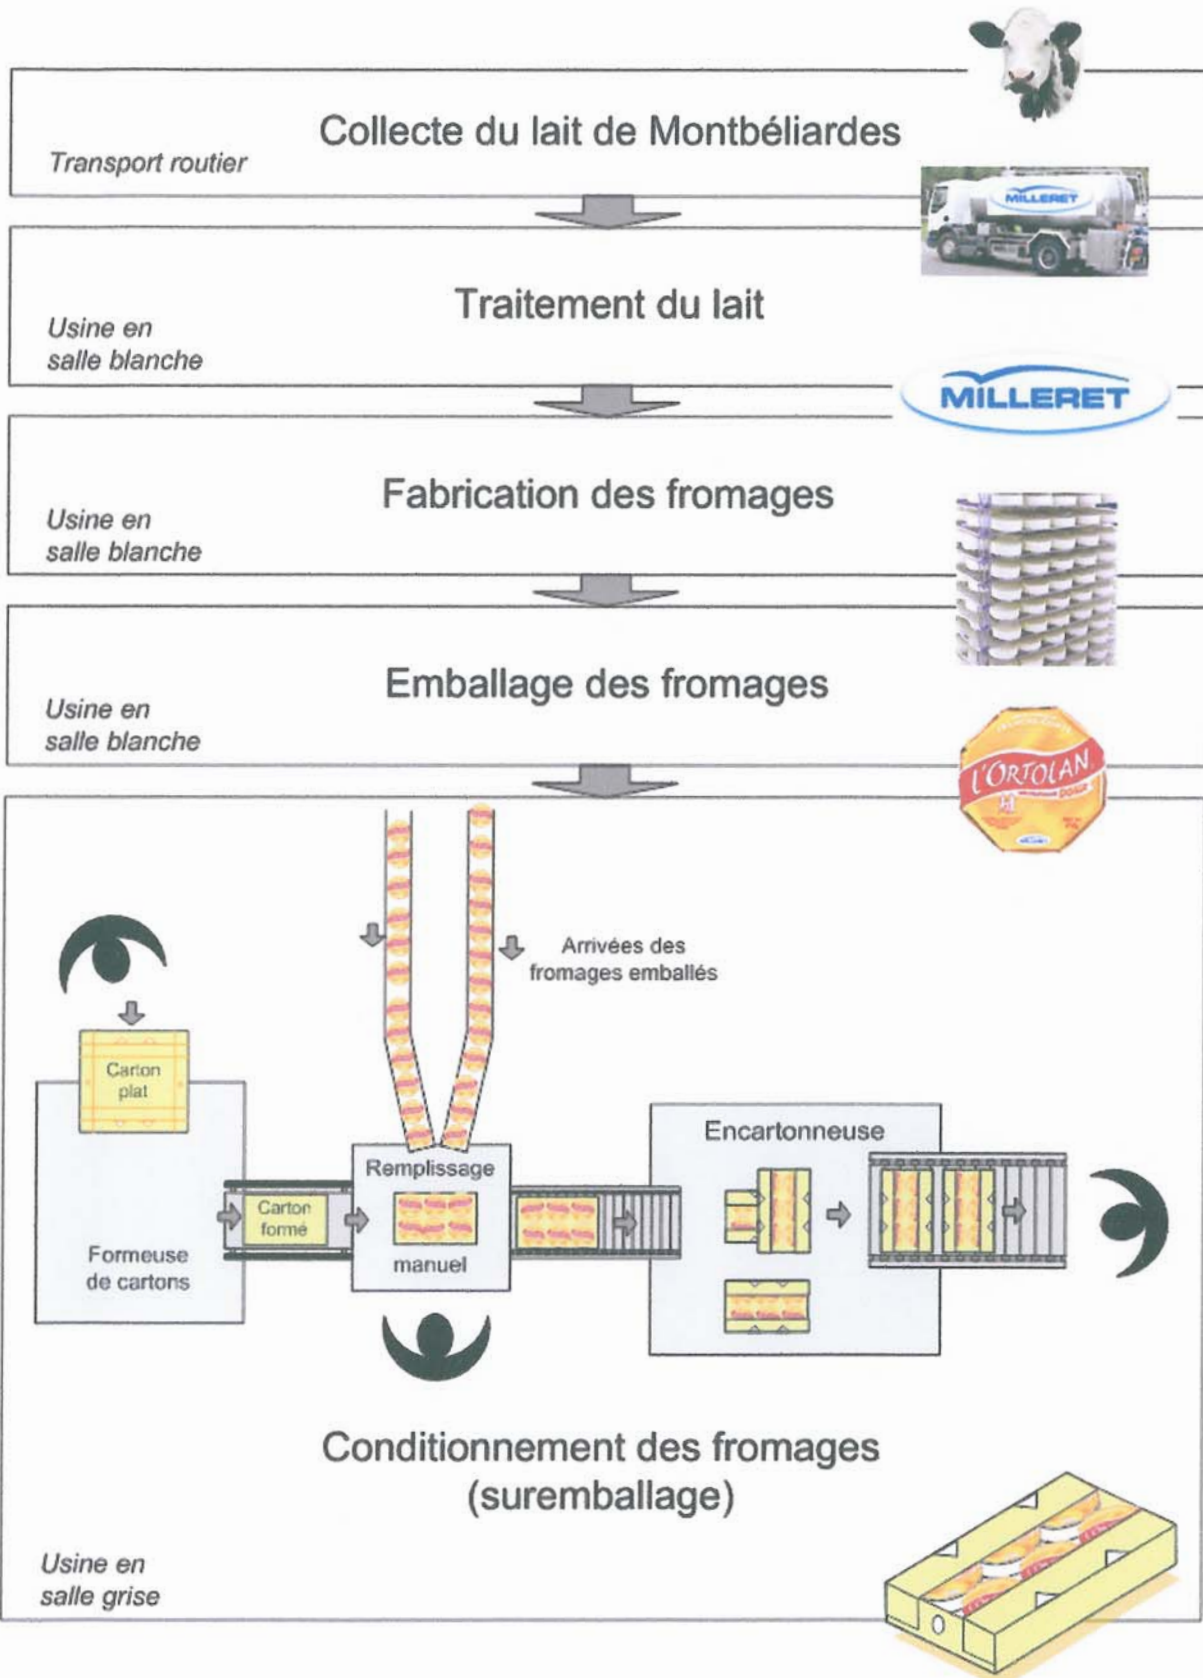 Collecte du lait de Montbéliardes
Transport routier
MILLERET
Traitement du lait
Usine en
salle blanche
MILLERET
Fabrication des fromages
Usine en
salle blanche
Emballage des fromages
Usine en
salle blanche
L'ORTOLAN
Arrivées des
fromages emballés
Carton
plat
Formeuse
de cartons
Carton
formé
Remplissage
manuel
Encartonneuse
Conditionnement des fromages
(suremballage)
Usine en
salle grise